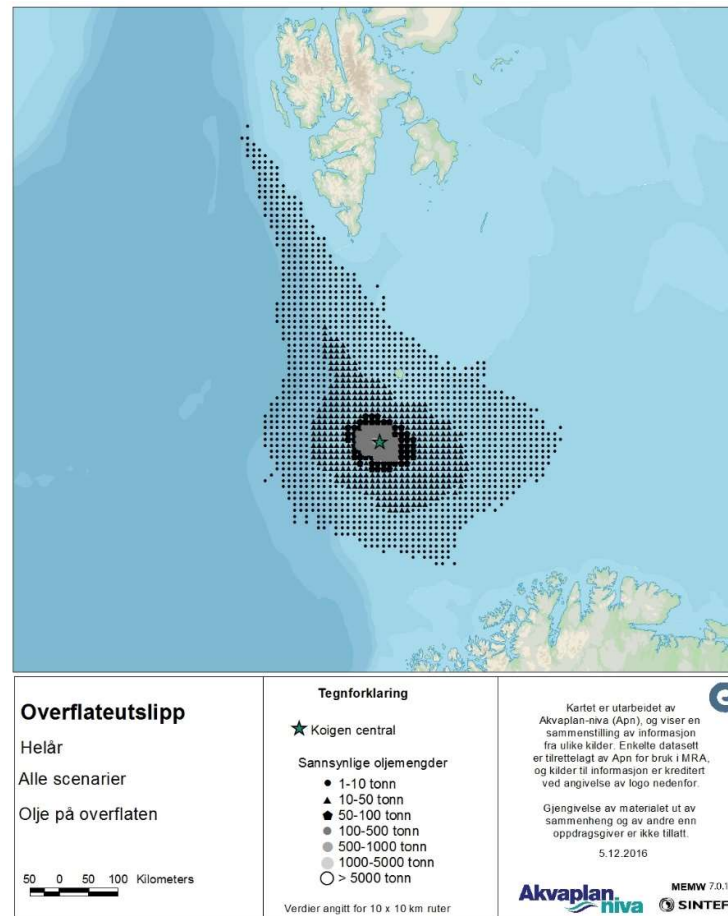 Overflateutslipp
Helår
Alle scenarier
Olje på overflaten
50 0 50 100 Kilometers
Tegnforklaring
Koigen central
Sannsynlige oljemengder
1-10 tonn
10-50 tonn
50-100 tonn
100-500 tonn
500-1000 tonn
1000-5000 tonn
> 5000 tonn
Verdier angitt for 10 x 10 km ruter
Kartet er utarbeidet av
Akvaplan-niva (Apn), og viser en
sammenstilling av informasjon
fra ulike kilder. Enkelte datasett
er tilrettelagt av Apn for bruk i MRA,
og kilder til informasjon er kreditert
ved angivelse av logo nedenfor.
Gjengivelse av materialet ut av
sammenheng og av andre enn
oppdragsgiver er ikke tillatt.
5.12.2016
Akvaplan
niva
MEMW 7.0.1
SINTEF